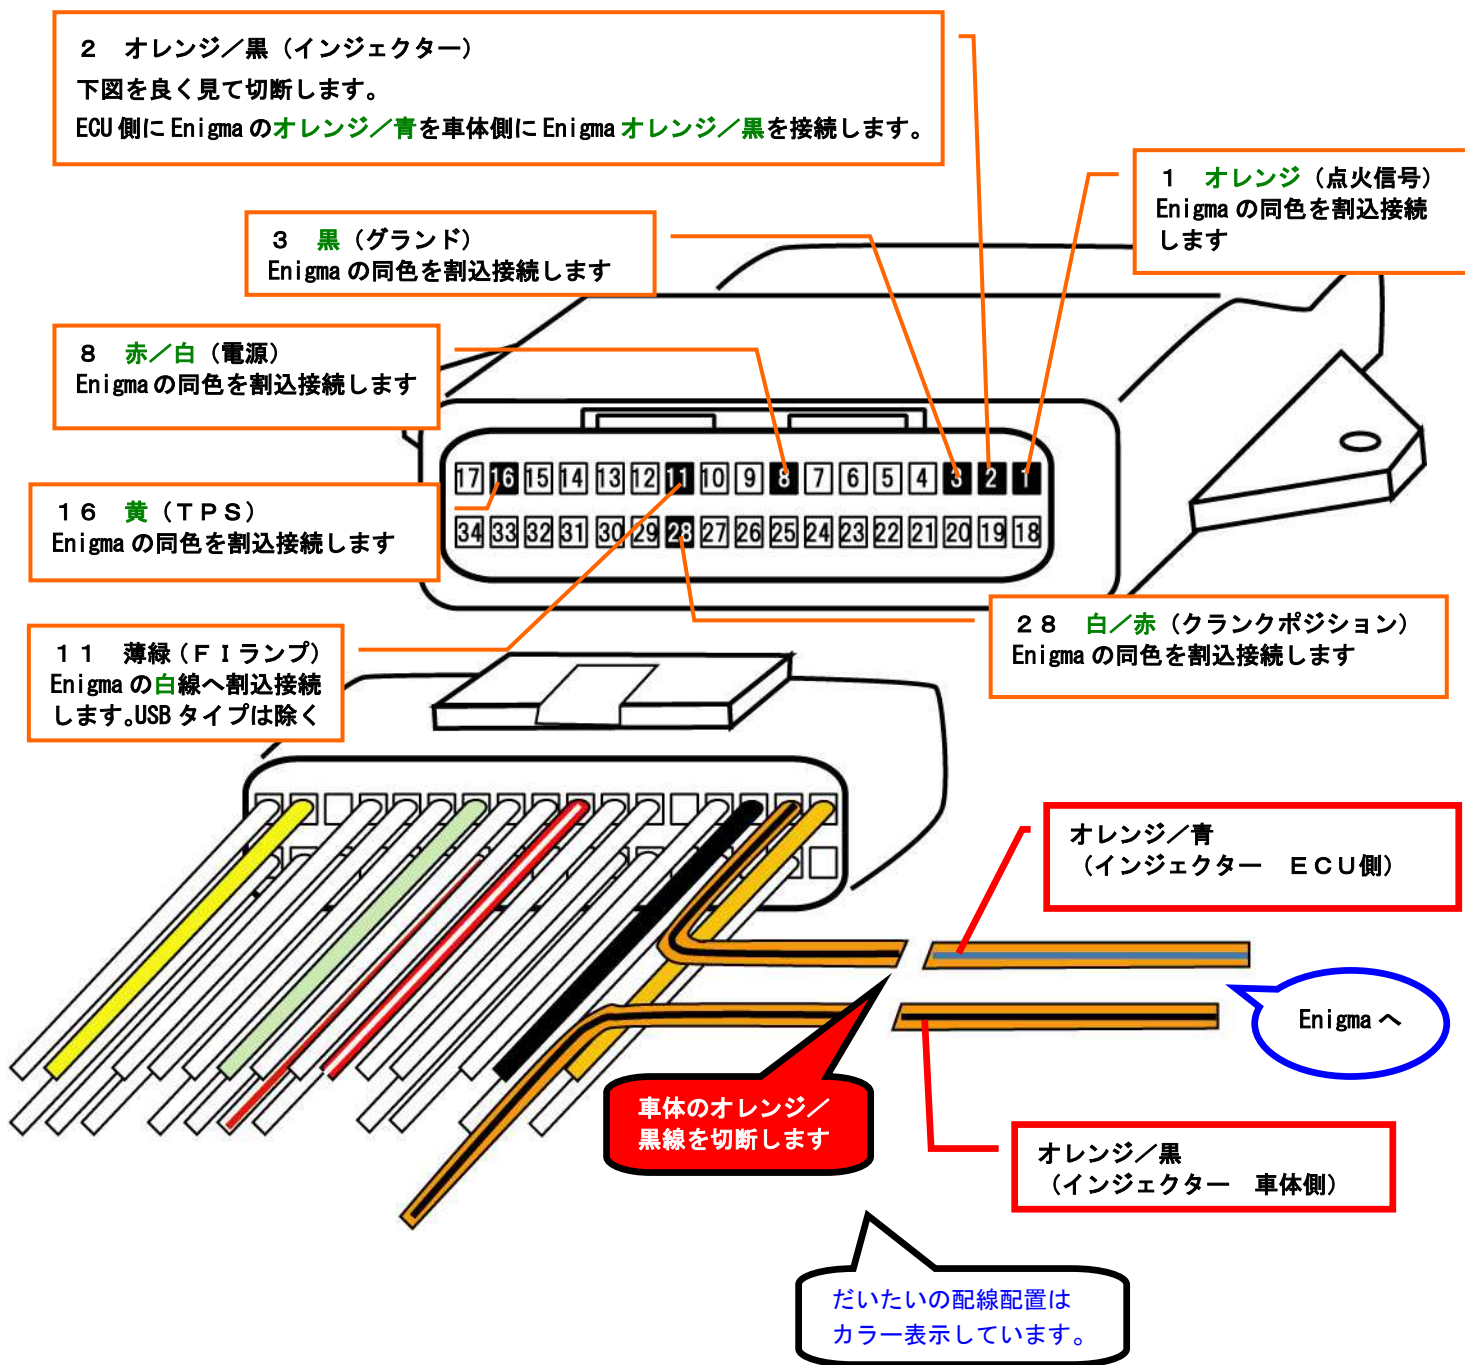 ２　オレンジ／黒（インジェクター）
下図を良く見て切断します。
ECU側にEnigmaのオレンジ／青を車体側にEnigmaオレンジ／黒を接続します。
１　オレンジ（点火信号）
Enigmaの同色を割込接続
します
３　黒（グランド）
Enigmaの同色を割込接続します
８　赤／白（電源）
Enigmaの同色を割込接続します
17 16 15 14 13 12 11 10 9 8 7 6 5 4 3 2 1
34 33 32 31 30 29 28 27 26 25 24 23 22 21 20 19 18
１６　黄（ＴＰＳ）
Enigmaの同色を割込接続します
２８　白／赤（クランクポジション）
Enigmaの同色を割込接続します
１１　薄緑（ＦＩランプ）
Enigmaの白線へ割込接続
します。USBタイプは除く
オレンジ／青
（インジェクター　ＥＣＵ側）
Enigmaへ
車体のオレンジ／
黒線を切断します
オレンジ／黒
（インジェクター　車体側）
だいたいの配線配置は
カラー表示しています。